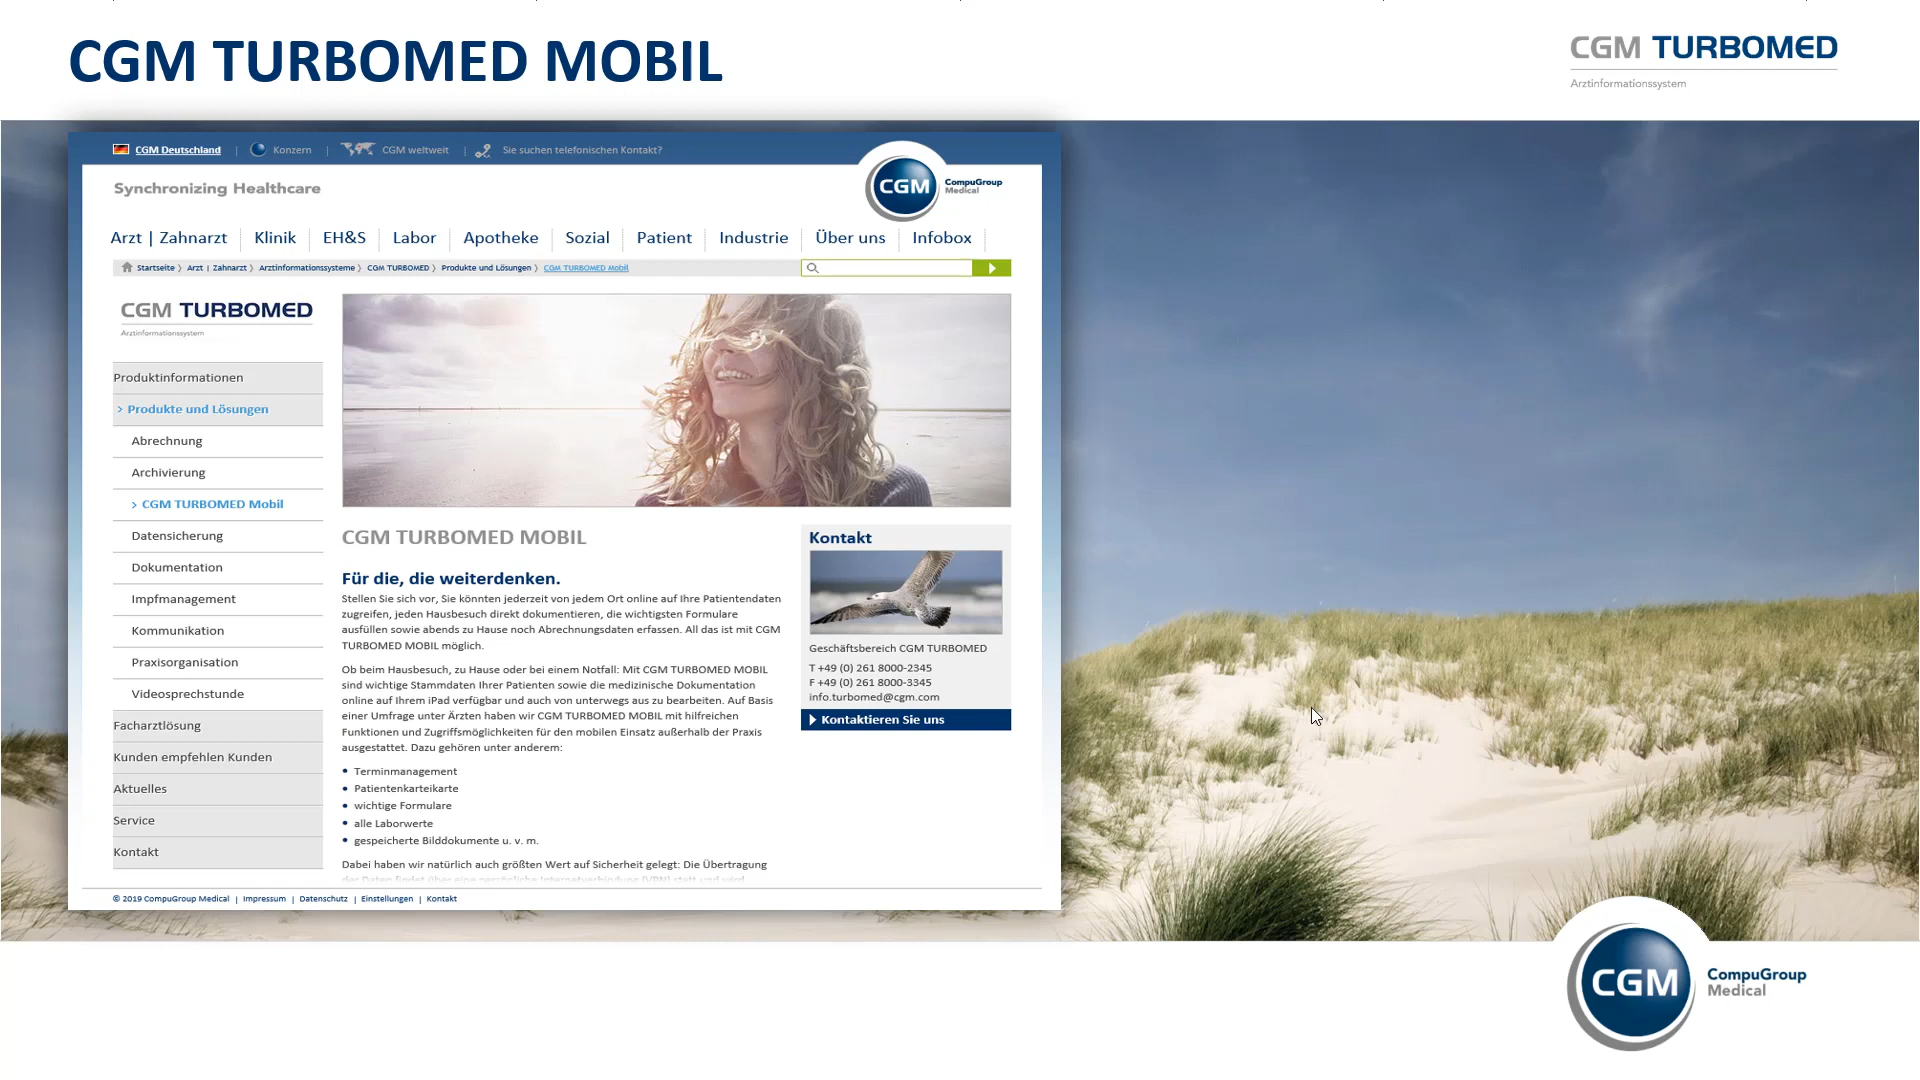 CGM TURBOMED MOBIL
CGM TURBOMED
Arztinformationssystem
CGM Deutschland | Konzern | CGM weltweit | Sie suchen telefonischen Kontakt?
Synchronizing Healthcare
CGM CompuGroup
Medical
Arzt | Zahnarzt Klinik EH&S Labor Apotheke Sozial Patient Industrie Über uns Infobox
Startseite 〉 Arzt | Zahnarzt 〉 Arztinformationssysteme 〉 CGM TURBOMED 〉 Produkte und Lösungen 〉 CGM TURBOMED Mobil
CGM TURBOMED
Arztinformationssystem
Produktinformationen
> Produkte und Lösungen
Abrechnung
Archivierung
> CGM TURBOMED Mobil
Datensicherung
Dokumentation
Impfmanagement
Kommunikation
Praxisorganisation
Videosprechstunde
Facharztlösung
Kunden empfehlen Kunden
Aktuelles
Service
Kontakt
CGM TURBOMED MOBIL
Für die, die weiterdenken.
Stellen Sie sich vor, Sie könnten jederzeit von jedem Ort online auf Ihre Patientendaten
zugreifen, jeden Hausbesuch direkt dokumentieren, die wichtigsten Formulare
ausfüllen sowie abends zu Hause noch Abrechnungsdaten erfassen. All das ist mit CGM
TURBOMED MOBIL möglich.
Ob beim Hausbesuch, zu Hause oder bei einem Notfall: Mit CGM TURBOMED MOBIL
sind wichtige Stammdaten Ihrer Patienten sowie die medizinische Dokumentation
online auf Ihrem iPad verfügbar und auch von unterwegs aus zu bearbeiten. Auf Basis
einer Umfrage unter Ärzten haben wir CGM TURBOMED MOBIL mit hilfreichen
Funktionen und Zugriffsmöglichkeiten für den mobilen Einsatz außerhalb der Praxis
ausgestattet. Dazu gehören unter anderem:
• Terminmanagement
• Patientenkarteikarte
• wichtige Formulare
• alle Laborwerte
• gespeicherte Bilddokumente u. v. m.
Dabei haben wir natürlich auch größten Wert auf Sicherheit gelegt: Die Übertragung
der Daten findet über eine persönliche Internetverbindung (VPN) statt und wird
Kontakt
Geschäftsbereich CGM TURBOMED
T +49 (0) 261 8000-2345
F +49 (0) 261 8000-3345
info.turbomed@cgm.com
Kontaktieren Sie uns
© 2019 CompuGroup Medical | Impressum | Datenschutz | Einstellungen | Kontakt
CGM CompuGroup
Medical